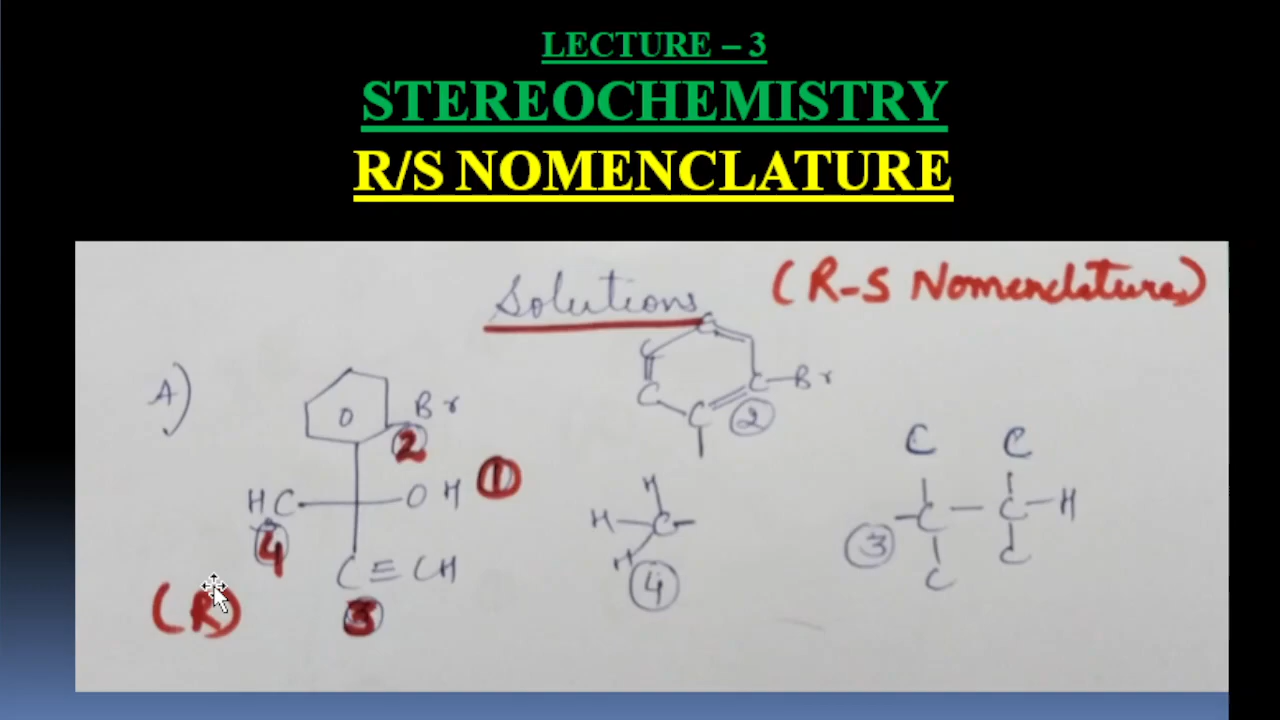 LECTURE – 3
STEREOCHEMISTRY
R/S NOMENCLATURE
Solutions
(R-S Nomenclature)
A)
O
Br
2
HC
OH
1
4
C≡CH
3
(R)
C
C
C
C
C
Br
2
H
H
C
H
4
C
C
C
C
H
C
C
3